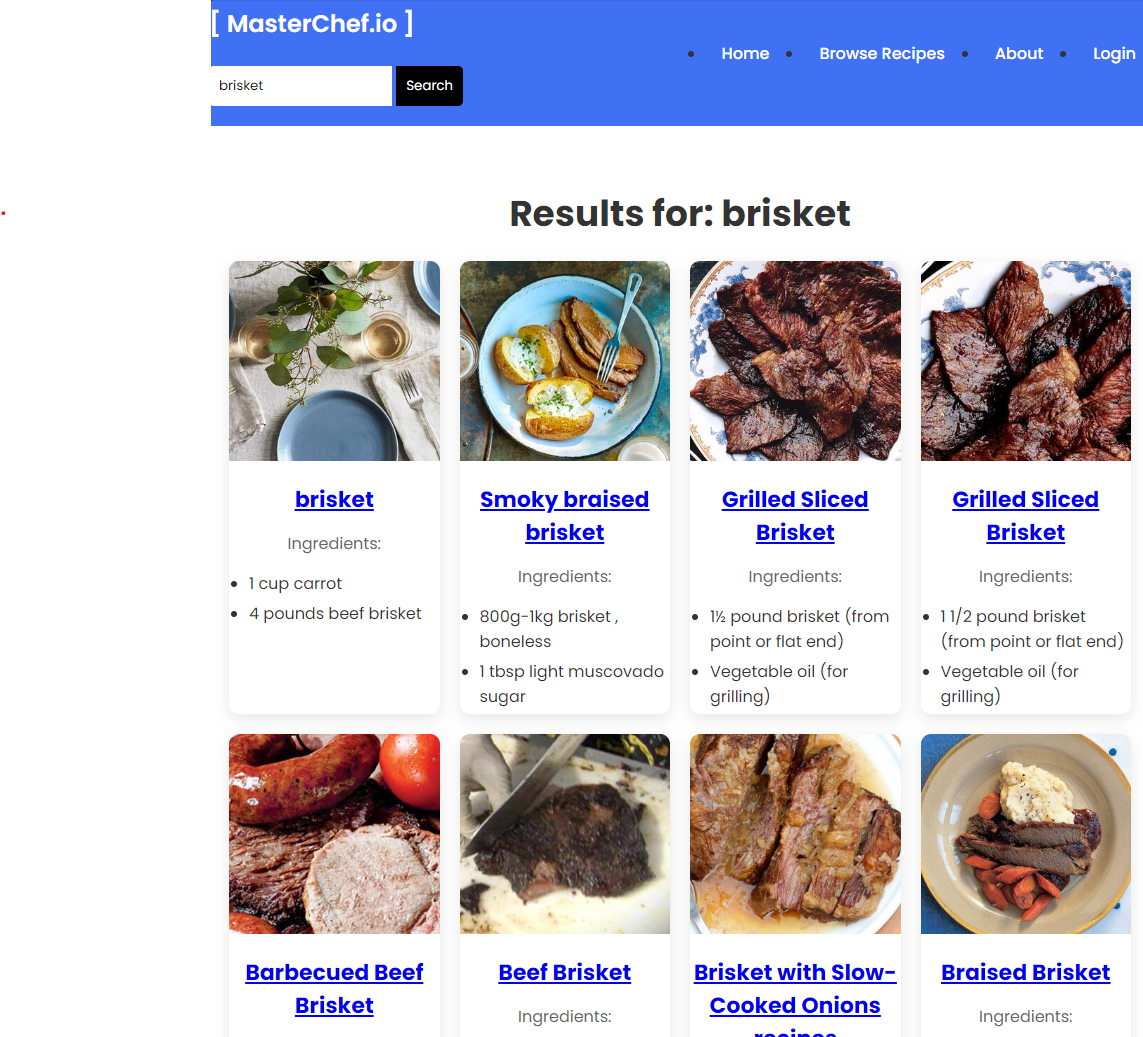 [ MasterChef.io ]
Home Browse Recipes About Login
brisket Search
Results for: brisket
brisket
Ingredients:
1 cup carrot
4 pounds beef brisket
Smoky braised
brisket
Ingredients:
800g-1kg brisket ,
boneless
1 tbsp light muscovado
sugar
Grilled Sliced
Brisket
Ingredients:
1½ pound brisket (from
point or flat end)
Vegetable oil (for
grilling)
Grilled Sliced
Brisket
Ingredients:
1 1/2 pound brisket
(from point or flat end)
Vegetable oil (for
grilling)
Barbecued Beef
Brisket
Beef Brisket
Ingredients:
Brisket with Slow-
Cooked Onions
recipes
Braised Brisket
Ingredients: